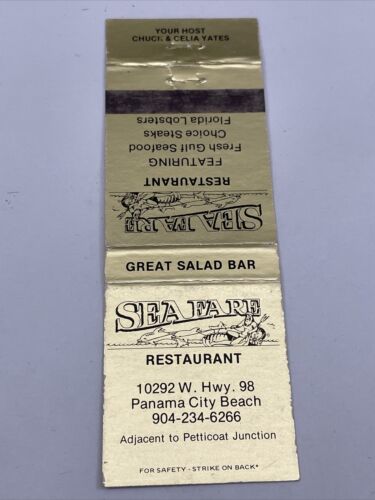 YOUR HOST
CHUCK & CELIA YATES
SEA FARE
RESTAURANT
FEATURING
Fresh Gulf Seafood
Choice Steaks
Florida Lobsters
GREAT SALAD BAR
SEA FARE
RESTAURANT
10292 W. Hwy. 98
Panama City Beach
904-234-6266
Adjacent to Petticoat Junction
FOR SAFETY - STRIKE ON BACK